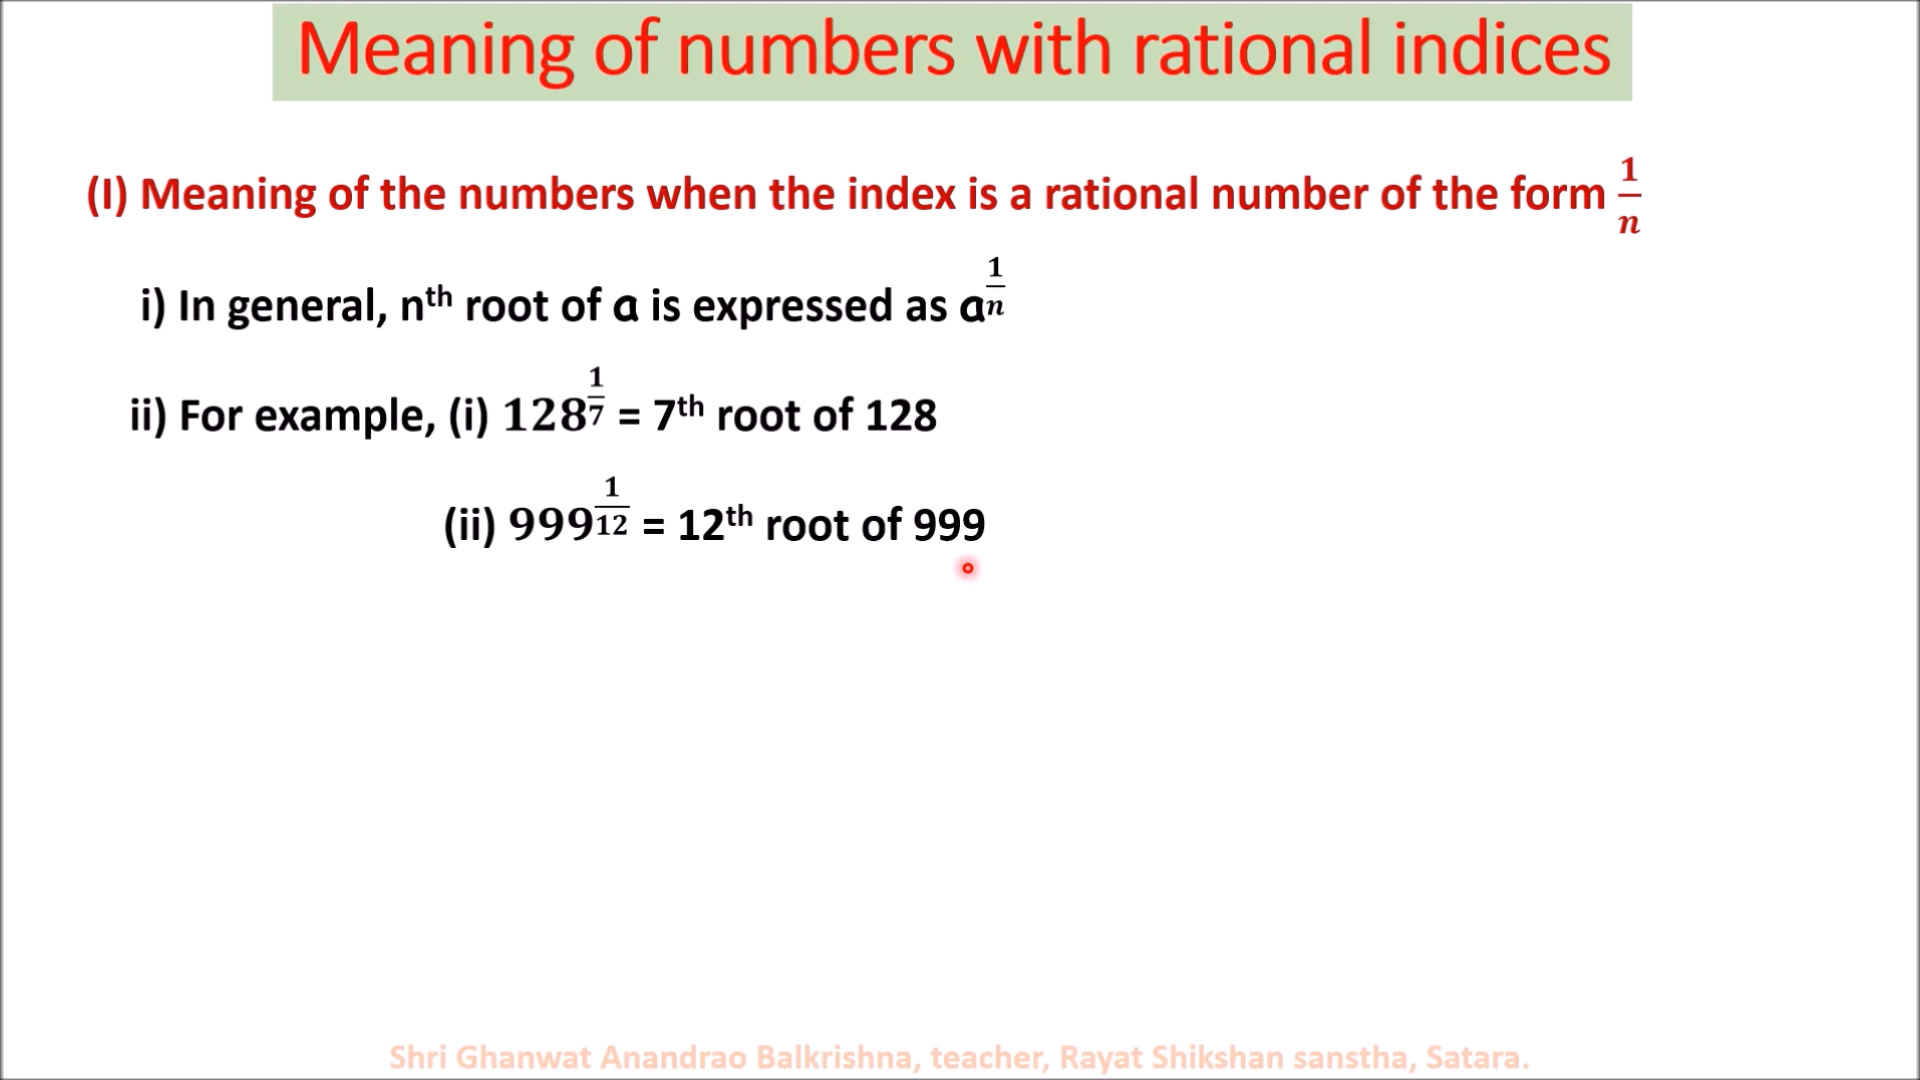 Meaning of numbers with rational indices
(I) Meaning of the numbers when the index is a rational number of the form 1/n
i) In general, nᵗʰ root of a is expressed as a^(1/n)
ii) For example, (i) 128^(1/7) = 7ᵗʰ root of 128
(ii) 999^(1/12) = 12ᵗʰ root of 999
Shri Ghanwat Anandrao Balkrishna, teacher, Rayat Shikshan sanstha, Satara.